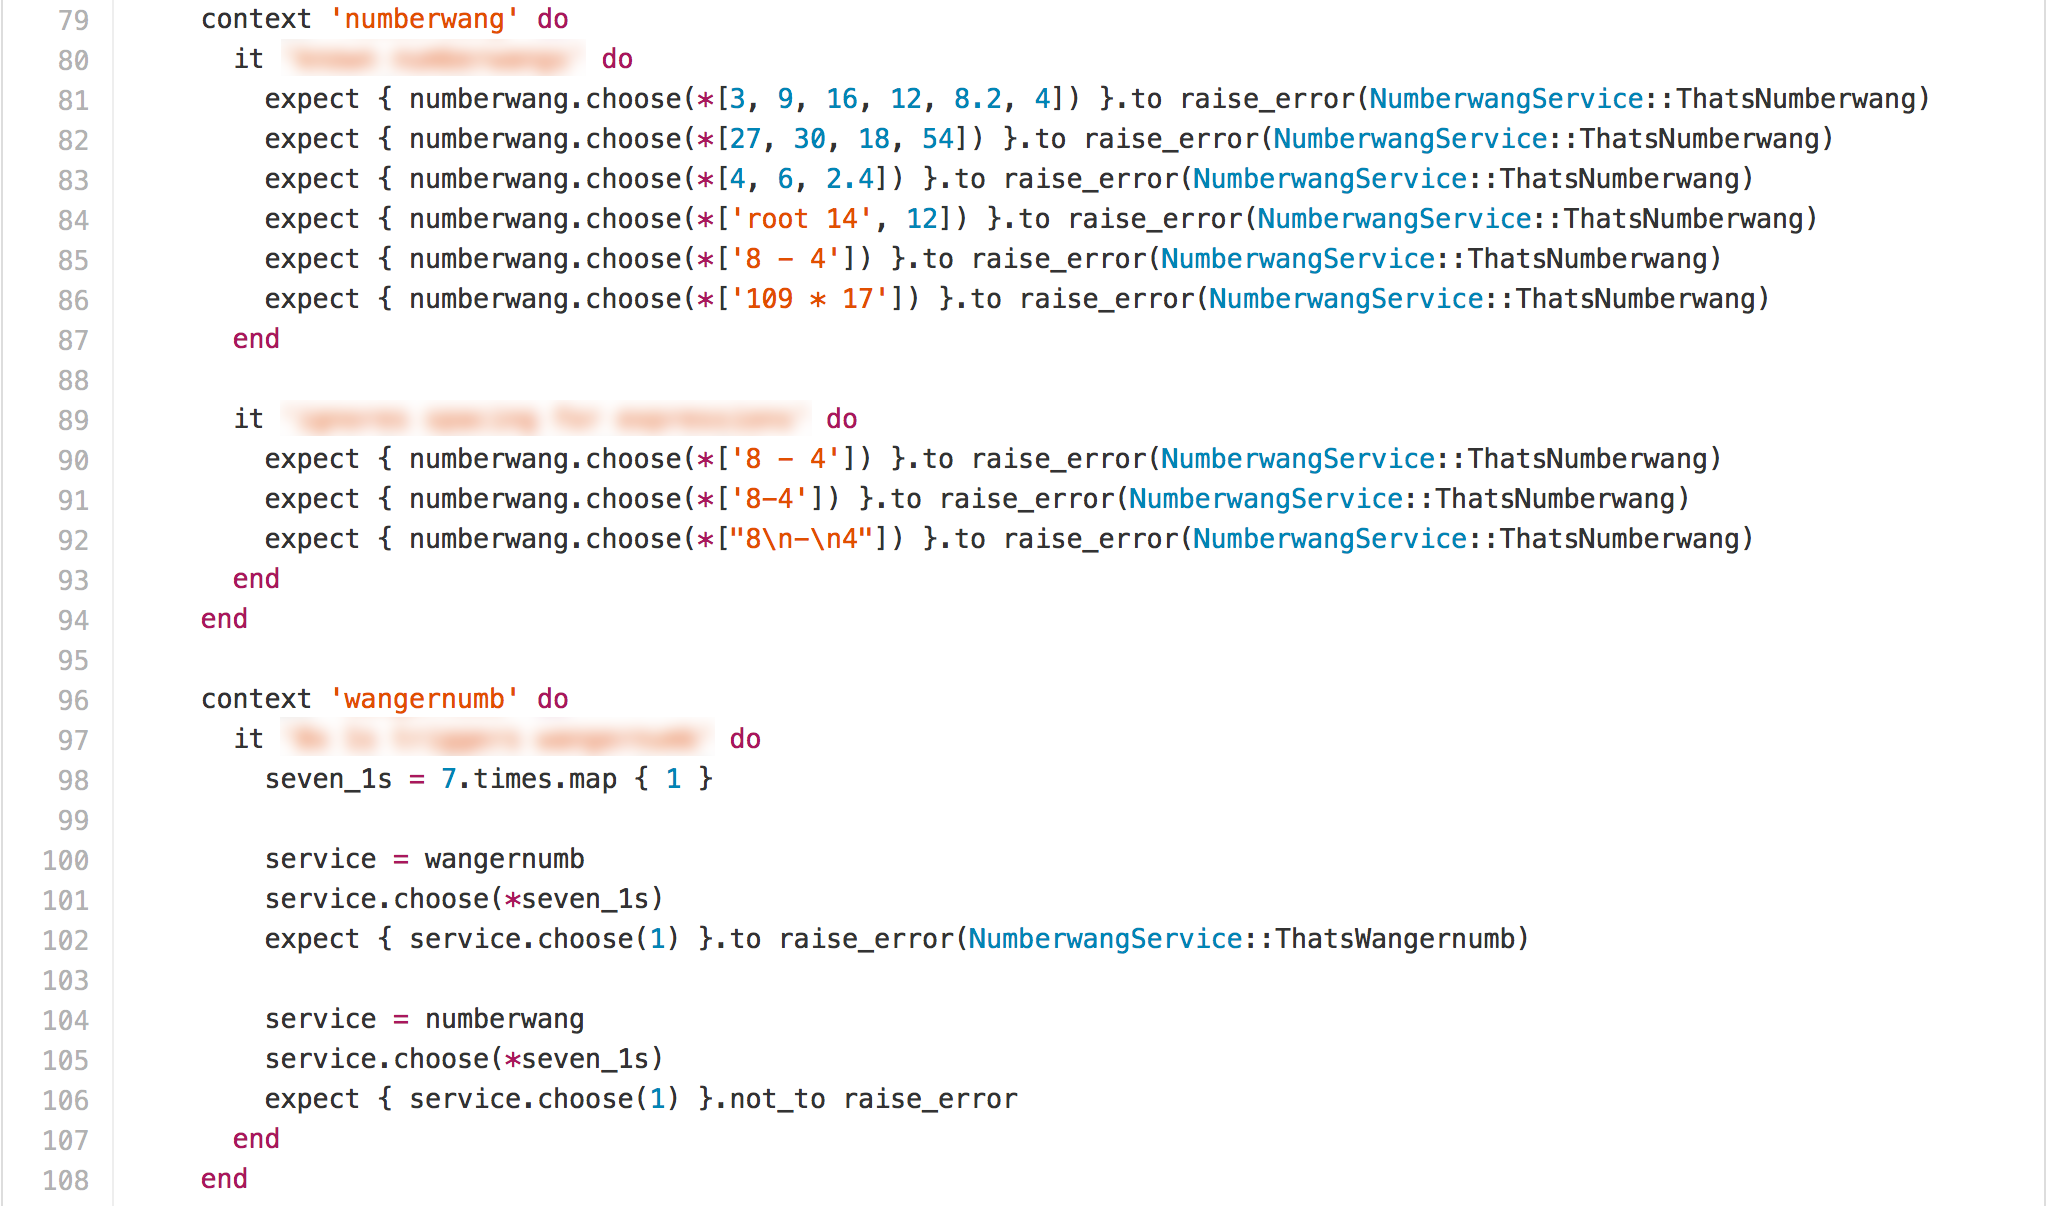 79 context 'numberwang' do
80 it do
81 expect { numberwang.choose(*[3, 9, 16, 12, 8.2, 4]) }.to raise_error(NumberwangService::ThatsNumberwang)
82 expect { numberwang.choose(*[27, 30, 18, 54]) }.to raise_error(NumberwangService::ThatsNumberwang)
83 expect { numberwang.choose(*[4, 6, 2.4]) }.to raise_error(NumberwangService::ThatsNumberwang)
84 expect { numberwang.choose(*['root 14', 12]) }.to raise_error(NumberwangService::ThatsNumberwang)
85 expect { numberwang.choose(*['8 - 4']) }.to raise_error(NumberwangService::ThatsNumberwang)
86 expect { numberwang.choose(*['109 * 17']) }.to raise_error(NumberwangService::ThatsNumberwang)
87 end
88
89 it do
90 expect { numberwang.choose(*['8 - 4']) }.to raise_error(NumberwangService::ThatsNumberwang)
91 expect { numberwang.choose(*['8-4']) }.to raise_error(NumberwangService::ThatsNumberwang)
92 expect { numberwang.choose(*["8\n-\n4"]) }.to raise_error(NumberwangService::ThatsNumberwang)
93 end
94 end
95
96 context 'wangernumb' do
97 it do
98 seven_1s = 7.times.map { 1 }
99
100 service = wangernumb
101 service.choose(*seven_1s)
102 expect { service.choose(1) }.to raise_error(NumberwangService::ThatsWangernumb)
103
104 service = numberwang
105 service.choose(*seven_1s)
106 expect { service.choose(1) }.not_to raise_error
107 end
108 end